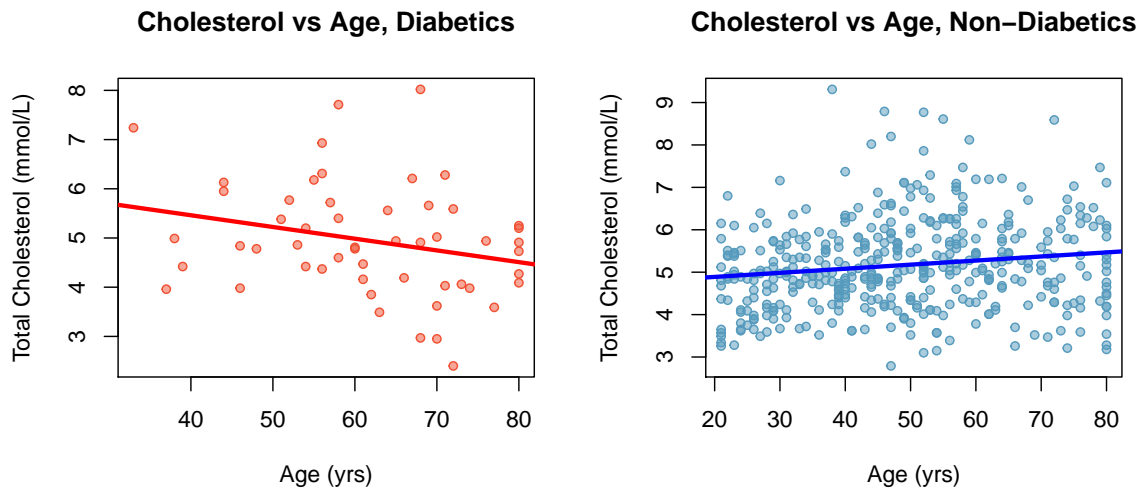 Cholesterol vs Age, Diabetics
8
7
6
5
4
3
Total Cholesterol (mmol/L)
40 50 60 70 80
Age (yrs)
Cholesterol vs Age, Non−Diabetics
9
8
7
6
5
4
3
Total Cholesterol (mmol/L)
20 30 40 50 60 70 80
Age (yrs)